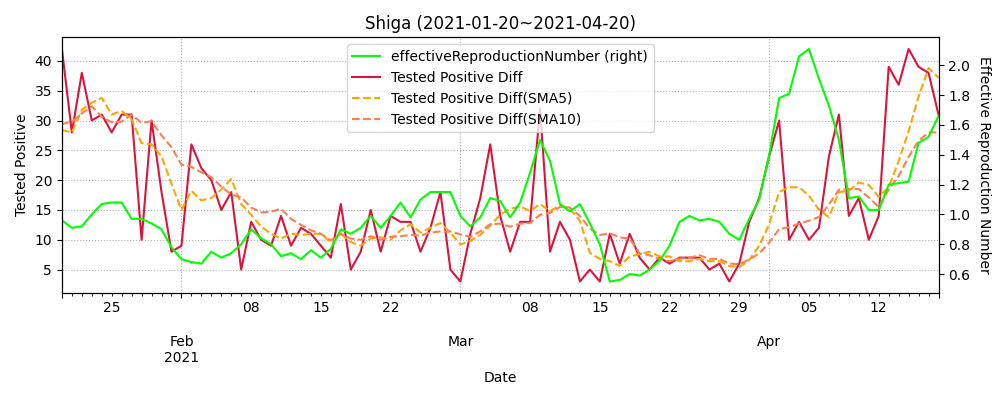 Shiga (2021-01-20~2021-04-20)
effectiveReproductionNumber (right)
Tested Positive Diff
Tested Positive Diff(SMA5)
Tested Positive Diff(SMA10)
Tested Positive
40
35
30
25
20
15
10
5
Effective Reproduction Number
2.0
1.8
1.6
1.4
1.2
1.0
0.8
0.6
25 08 15 22 08 15 22 29 05 12
Feb Mar Apr
2021
Date